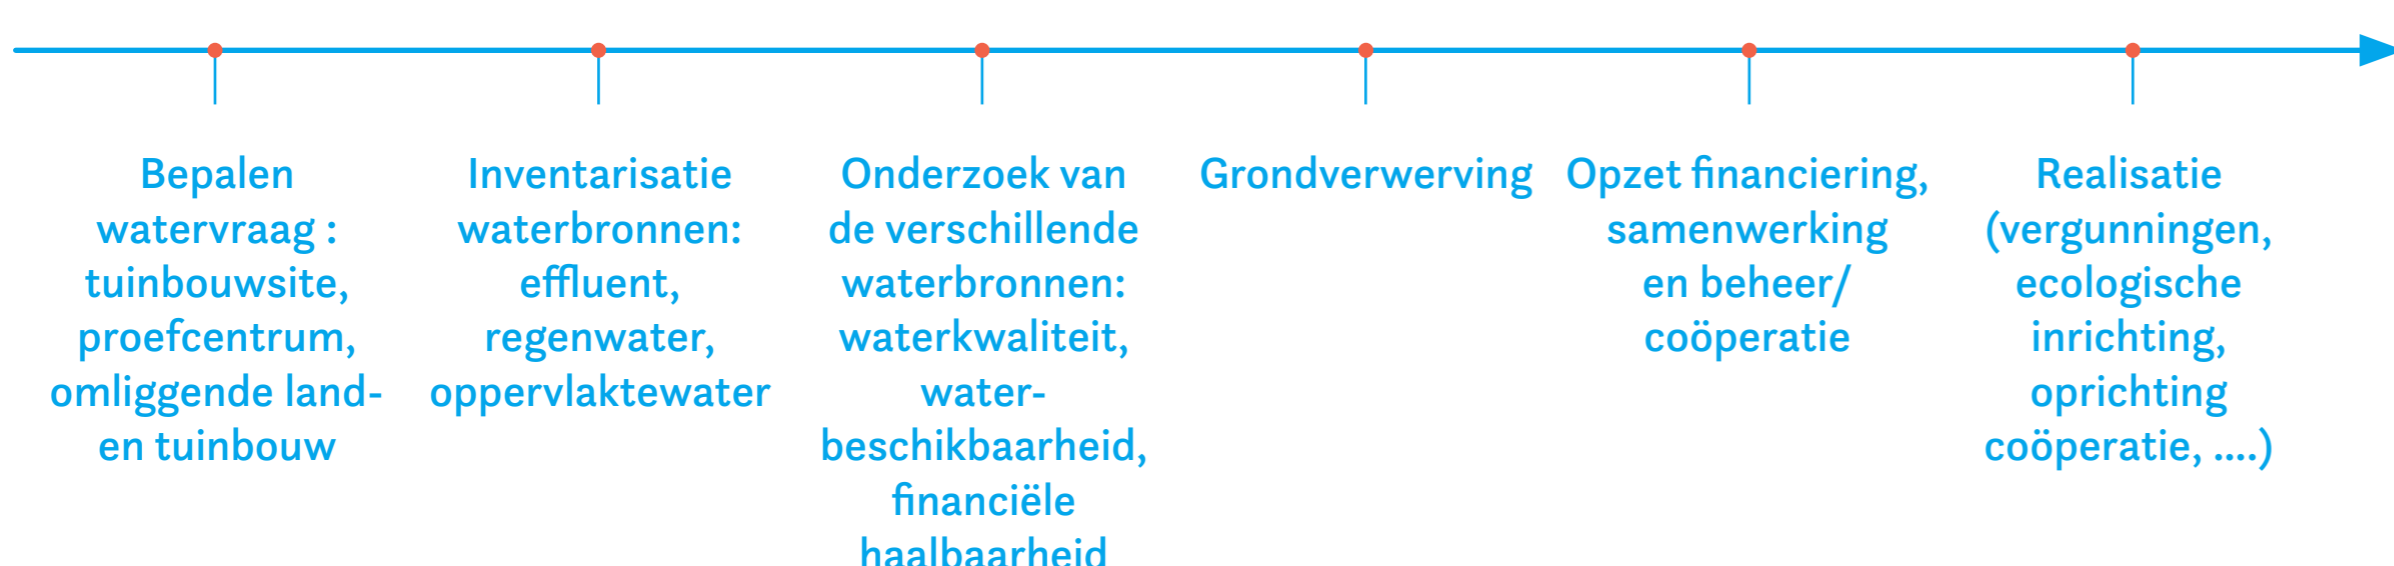 Bepalen
watervraag :
tuinbouwsite,
proefcentrum,
omliggende land-
en tuinbouw
Inventarisatie
waterbronnen:
effluent,
regenwater,
oppervlaktewater
Onderzoek van
de verschillende
waterbronnen:
waterkwaliteit,
water-
beschikbaarheid,
financiële
haalbaarheid
Grondverwerving
Opzet financiering,
samenwerking
en beheer/
coöperatie
Realisatie
(vergunningen,
ecologische
inrichting,
oprichting
coöperatie, ....)